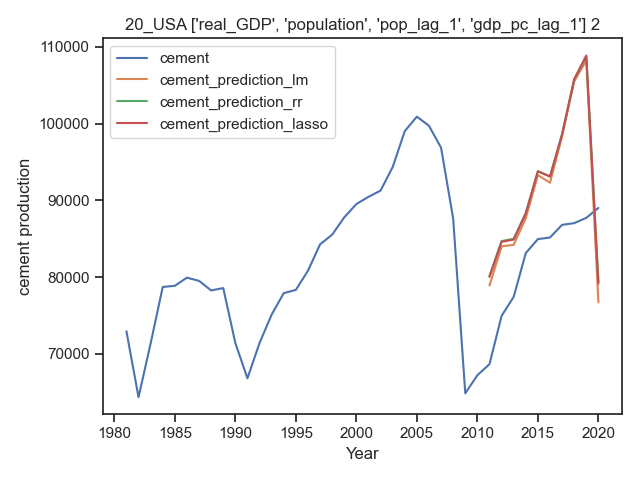 20_USA ['real_GDP', 'population', 'pop_lag_1', 'gdp_pc_lag_1'] 2
110000
100000
90000
80000
70000
cement production
cement
cement_prediction_lm
cement_prediction_rr
cement_prediction_lasso
1980 1985 1990 1995 2000 2005 2010 2015 2020
Year